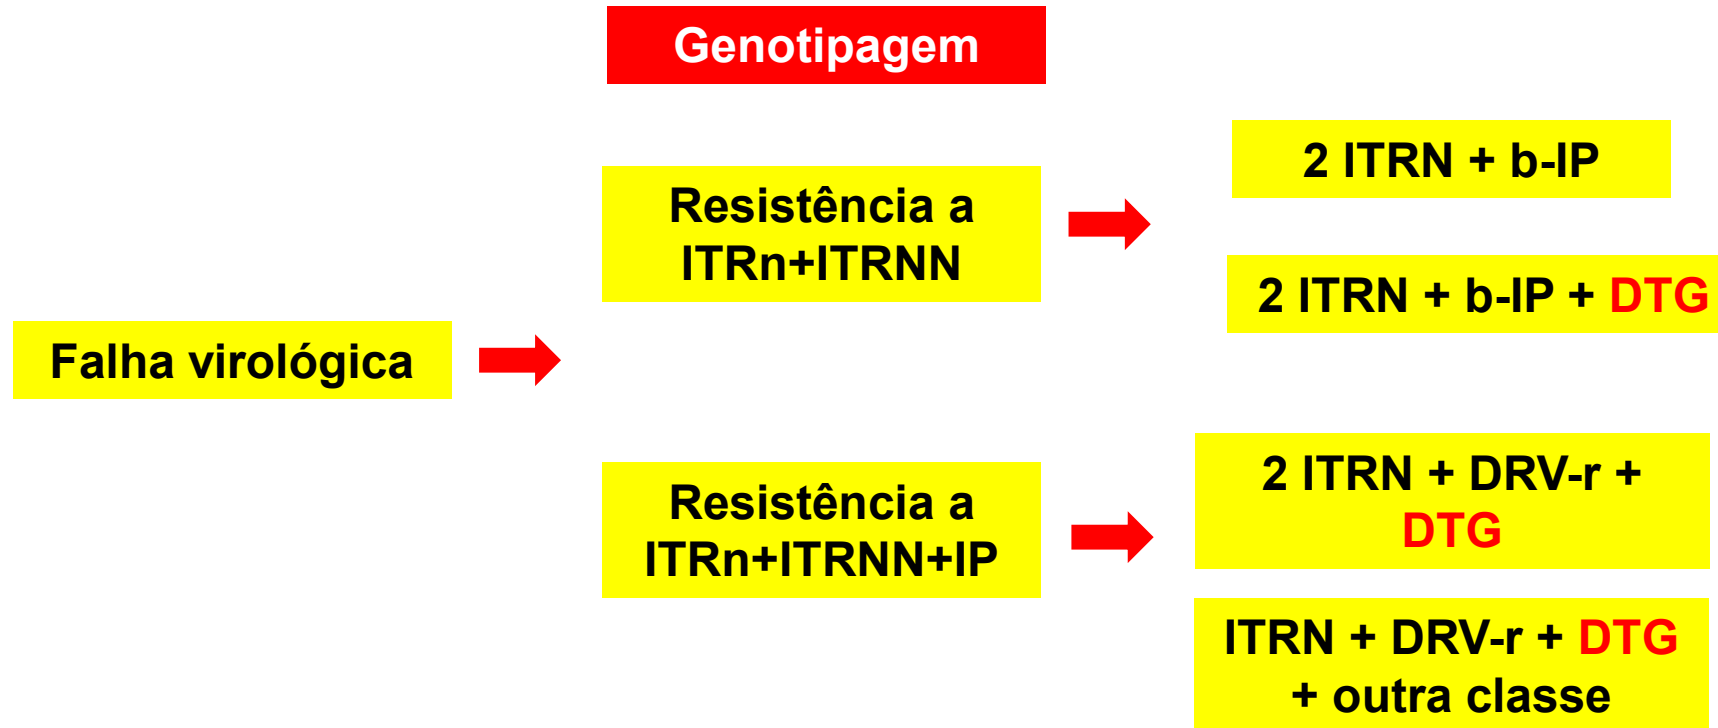 Genotipagem
Falha virológica
Resistência a
ITRn+ITRNN
2 ITRN + b-IP
2 ITRN + b-IP + DTG
Resistência a
ITRn+ITRNN+IP
2 ITRN + DRV-r +
DTG
ITRN + DRV-r + DTG
+ outra classe